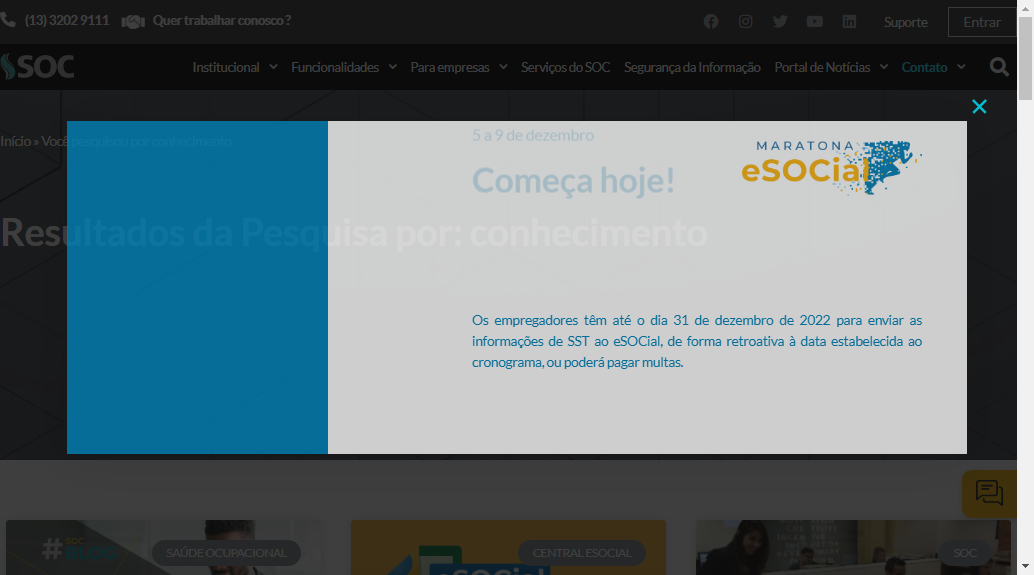 (13) 3202 9111 Quer trabalhar conosco ? Suporte Entrar
SOC Institucional Funcionalidades Para empresas Serviços do SOC Segurança da Informação Portal de Notícias Contato
Início » Você pesquisou por conhecimento
Resultados da Pesquisa por: conhecimento
5 a 9 de dezembro
Começa hoje!
MARATONA
eSOCial
Os empregadores têm até o dia 31 de dezembro de 2022 para enviar as
informações de SST ao eSOCial, de forma retroativa à data estabelecida ao
cronograma, ou poderá pagar multas.
# SOC BLOG SAÚDE OCUPACIONAL CENTRAL ESOCIAL SOC
eSOCial